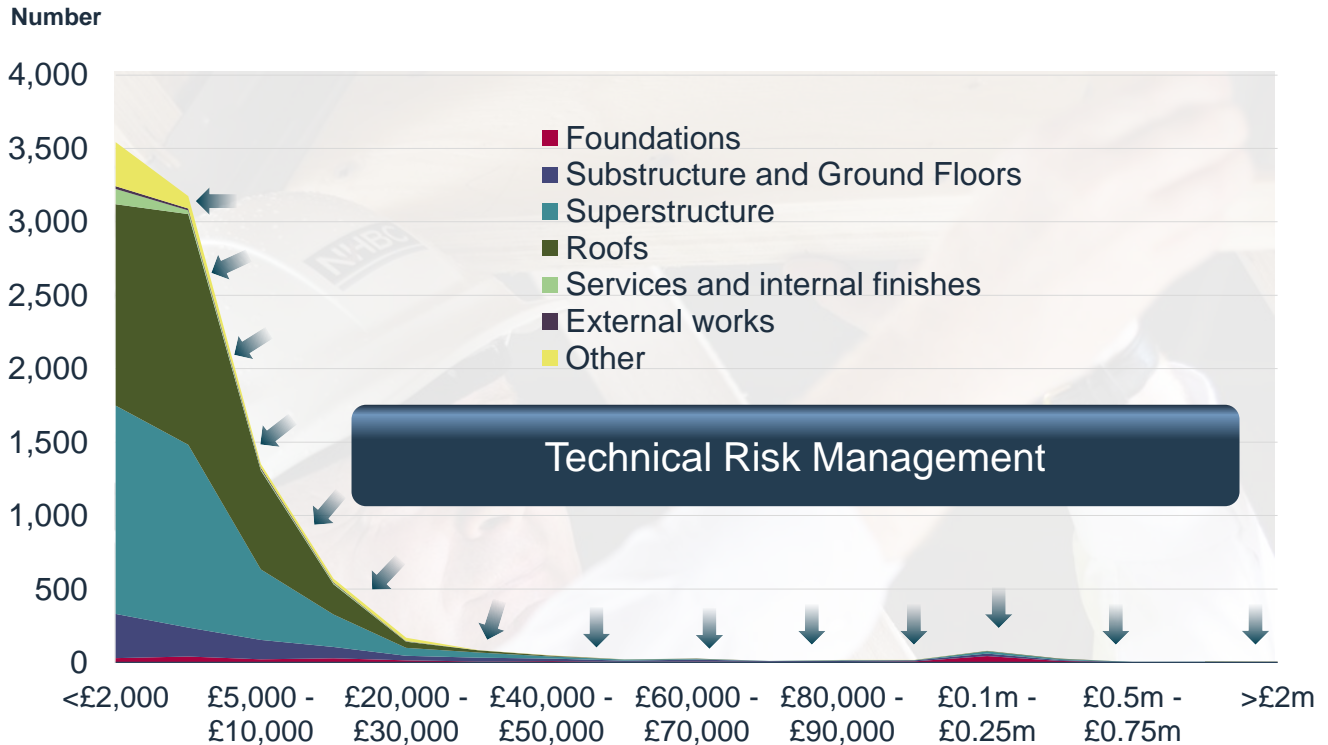 Number
4,000
3,500
3,000
2,500
2,000
1,500
1,000
500
0
Foundations
Substructure and Ground Floors
Superstructure
Roofs
Services and internal finishes
External works
Other
NHBC
Technical Risk Management
<£2,000
£5,000 -
£10,000
£20,000 -
£30,000
£40,000 -
£50,000
£60,000 -
£70,000
£80,000 -
£90,000
£0.1m -
£0.25m
£0.5m -
£0.75m
>£2m